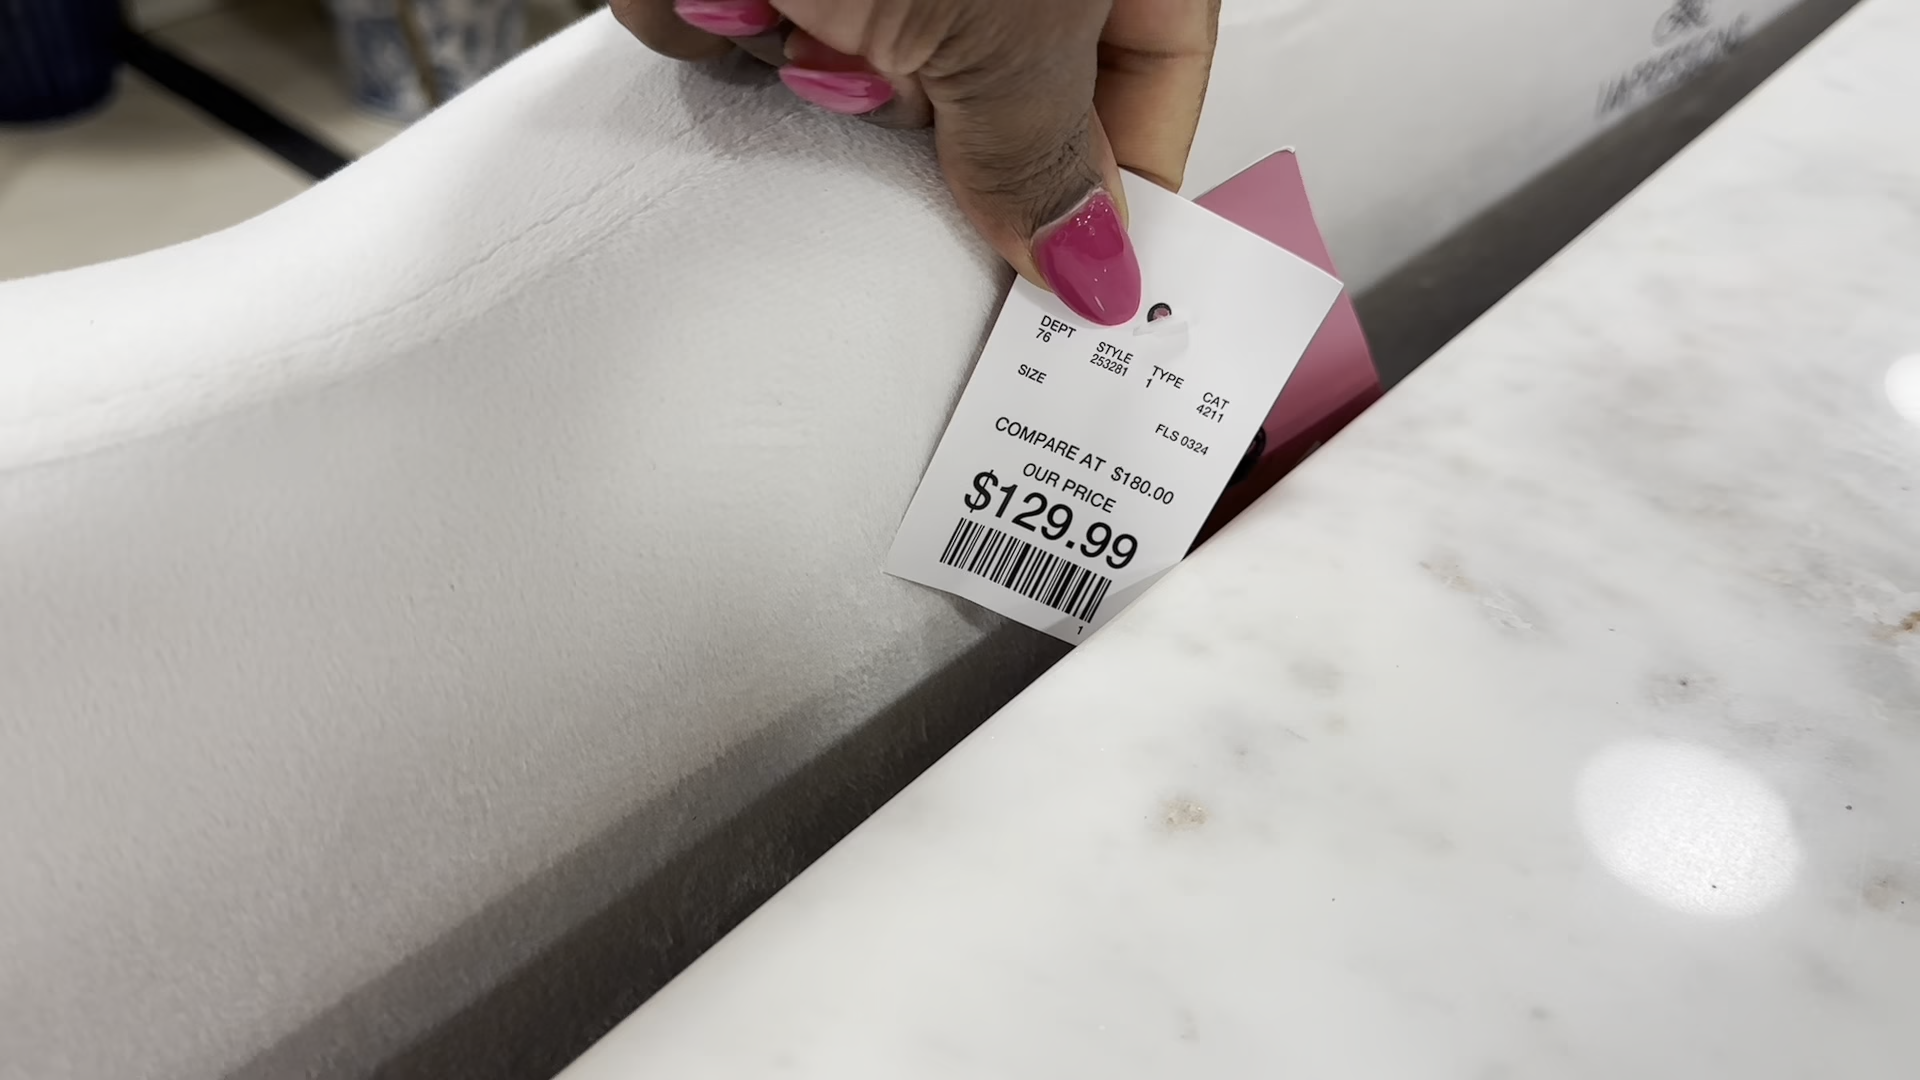 DEPT STYLE TYPE CAT
76 253281 1 4211
SIZE
FLS 0324
COMPARE AT $180.00
OUR PRICE
$129.99
1